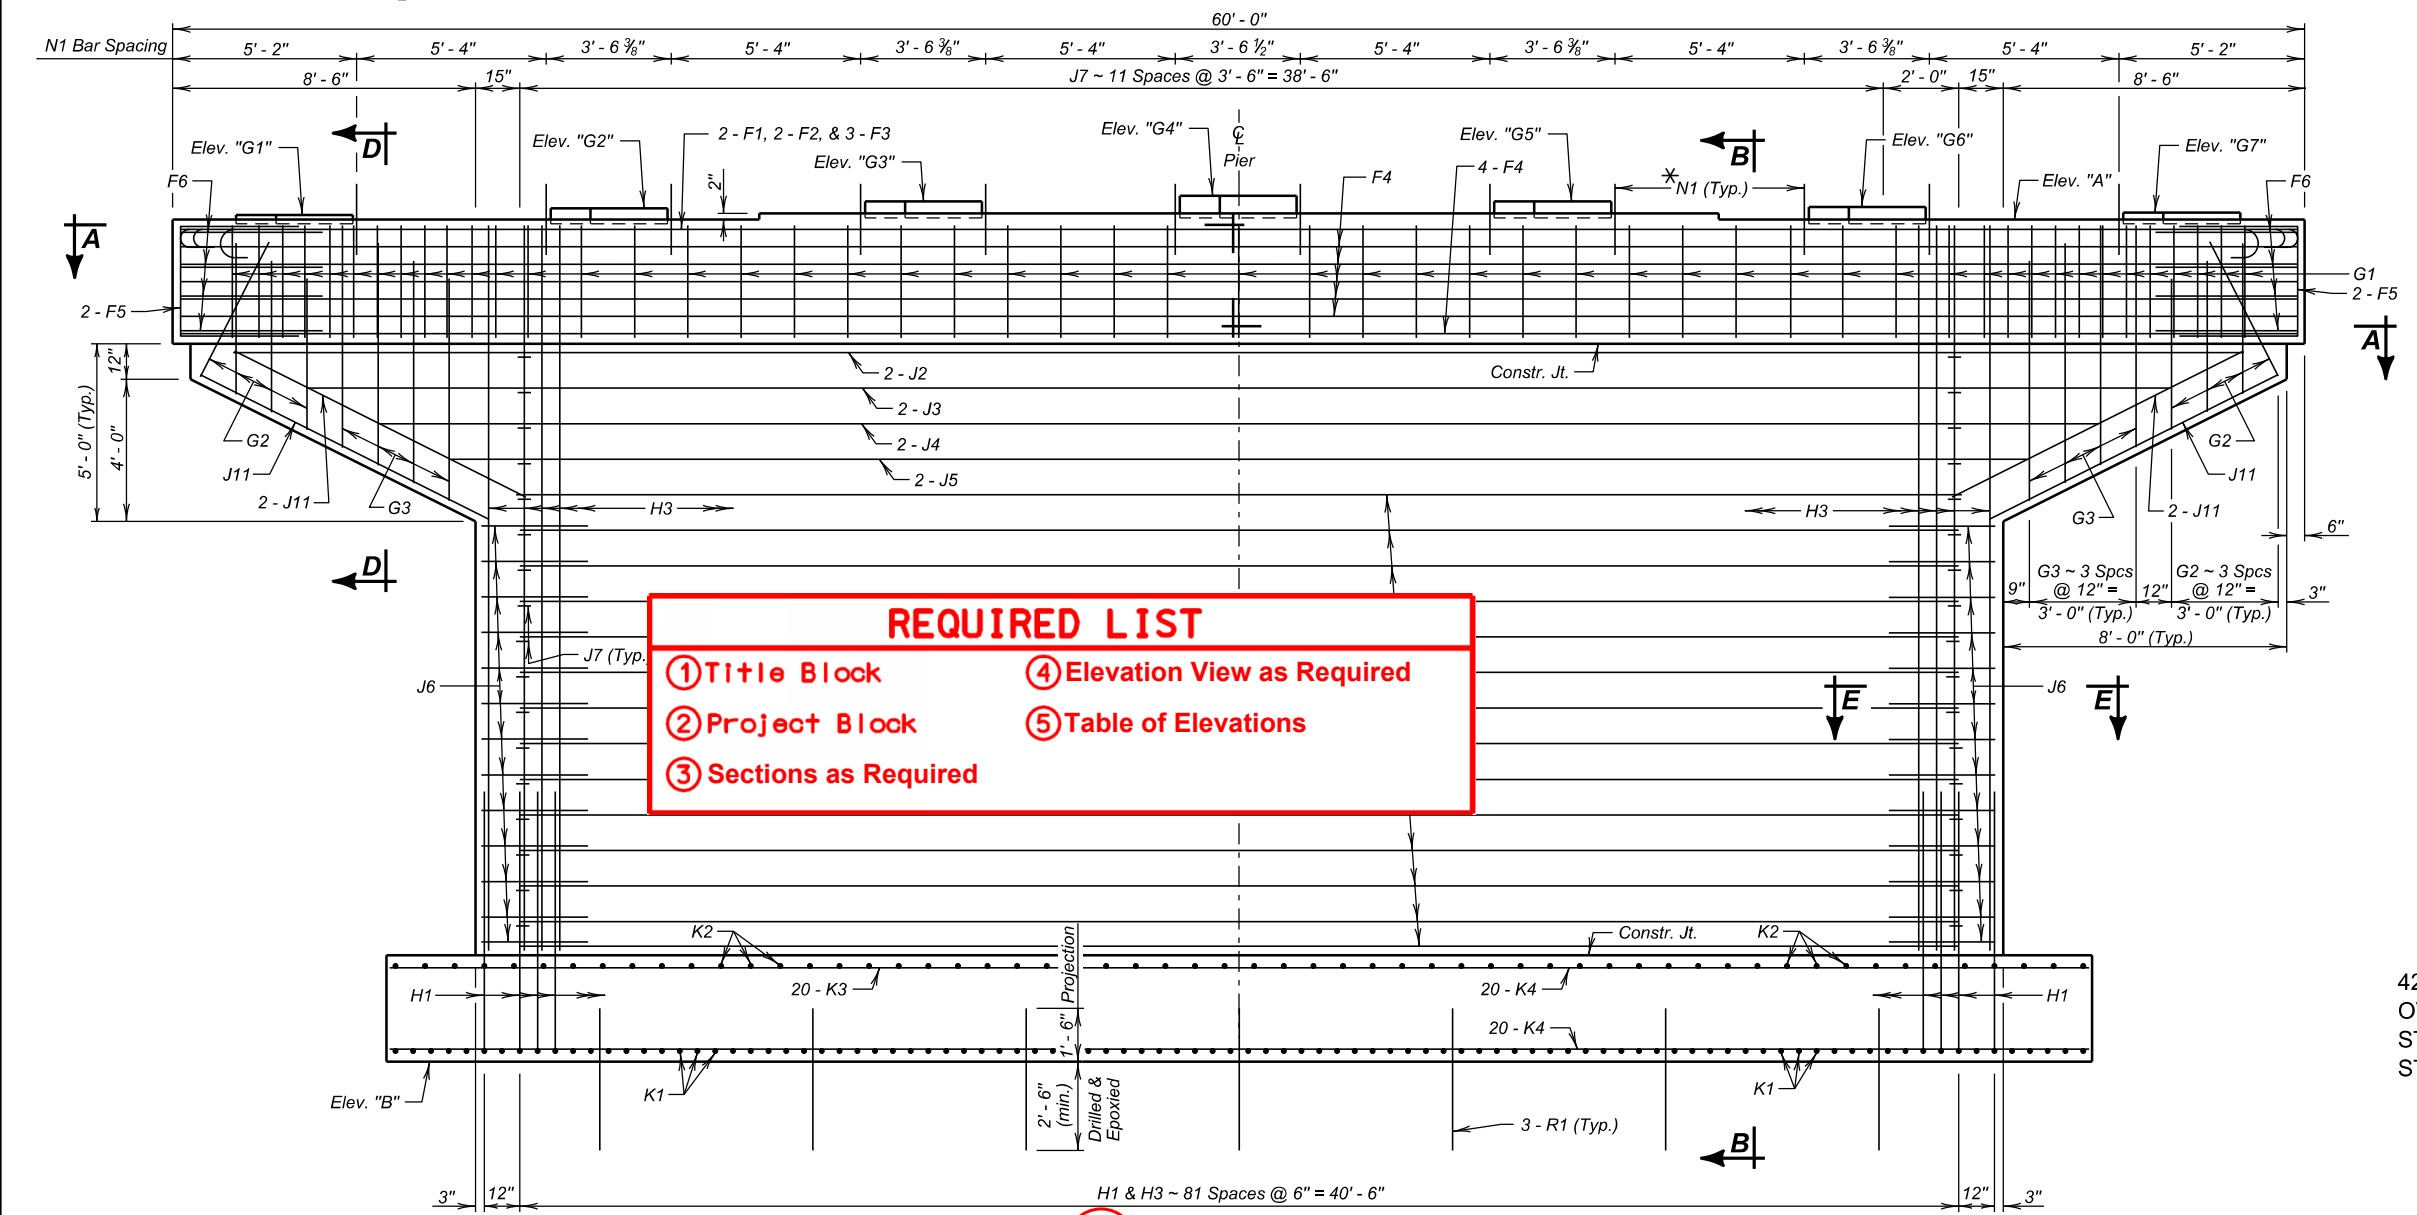 60' - 0"
N1 Bar Spacing
5' - 2" 5' - 4" 3' - 6 3/8" 5' - 4" 3' - 6 3/8" 5' - 4" 3' - 6 1/2" 5' - 4" 3' - 6 3/8" 5' - 4" 3' - 6 3/8" 5' - 4" 5' - 2"
8' - 6" 15" J7 ~ 11 Spaces @ 3' - 6" = 38' - 6" 2' - 0" 15" 8' - 6"
Elev. "G1"
D
Elev. "G2"
2 - F1, 2 - F2, & 3 - F3
Elev. "G3"
Elev. "G4"
℄
Pier
Elev. "G5"
B
Elev. "G6"
Elev. "G7"
F6
2"
4 - F4
F4
* N1 (Typ.)
Elev. "A"
F6
A
G1
2 - F5
2 - F5
A
12"
5' - 0" (Typ.)
4' - 0"
2 - J2
Constr. Jt.
2 - J3
2 - J4
2 - J5
G2
J11
2 - J11
G3
H3
H3
G2
J11
2 - J11
G3
6"
D
9"
G3 ~ 3 Spcs
@ 12" =
3' - 0" (Typ.)
12"
G2 ~ 3 Spcs
@ 12" =
3' - 0" (Typ.)
3"
8' - 0" (Typ.)
REQUIRED LIST
1 Title Block
2 Project Block
3 Sections as Required
4 Elevation View as Required
5 Table of Elevations
J7 (Typ.
J6
E
J6
E
K2
Projection
Constr. Jt.
K2
H1
20 - K3
20 - K4
H1
1' - 6"
20 - K4
Elev. "B"
K1
2' - 6"
(min.)
Drilled &
Epoxied
K1
3 - R1 (Typ.)
B
3" 12" H1 & H3 ~ 81 Spaces @ 6" = 40' - 6" 12" 3"
42
ST
ST